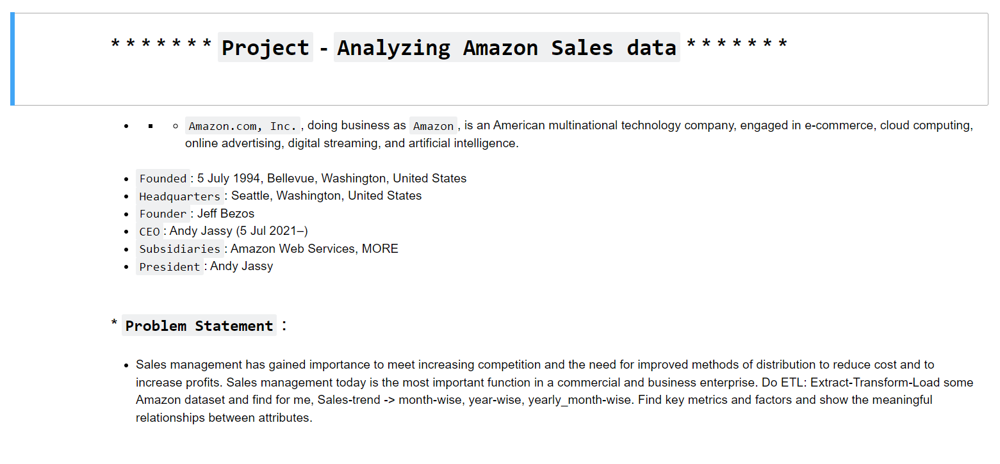 * * * * * * * Project - Analyzing Amazon Sales data * * * * * * *
Amazon.com, Inc. , doing business as Amazon , is an American multinational technology company, engaged in e-commerce, cloud computing,
online advertising, digital streaming, and artificial intelligence.
Founded : 5 July 1994, Bellevue, Washington, United States
Headquarters : Seattle, Washington, United States
Founder : Jeff Bezos
CEO : Andy Jassy (5 Jul 2021–)
Subsidiaries : Amazon Web Services, MORE
President : Andy Jassy
* Problem Statement :
Sales management has gained importance to meet increasing competition and the need for improved methods of distribution to reduce cost and to
increase profits. Sales management today is the most important function in a commercial and business enterprise. Do ETL: Extract-Transform-Load some
Amazon dataset and find for me, Sales-trend -> month-wise, year-wise, yearly_month-wise. Find key metrics and factors and show the meaningful
relationships between attributes.